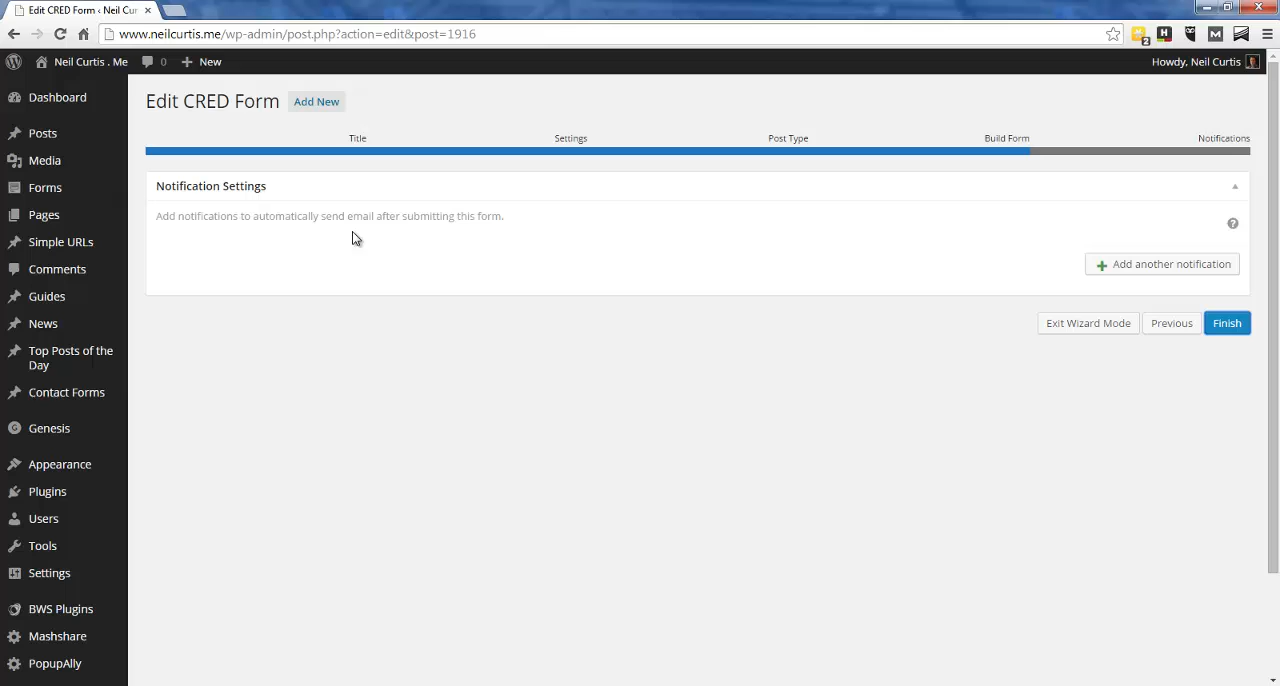 Edit CRED Form ‹ Neil Cur
www.neilcurtis.me/wp-admin/post.php?action=edit&post=1916
2
H
M
Neil Curtis . Me
0
New
Howdy, Neil Curtis
Dashboard
Posts
Media
Forms
Pages
Simple URLs
Comments
Guides
News
Top Posts of the
Day
Contact Forms
Genesis
Appearance
Plugins
Users
Tools
Settings
BWS Plugins
Mashshare
PopupAlly
Edit CRED Form
Add New
Title
Settings
Post Type
Build Form
Notifications
Notification Settings
Add notifications to automatically send email after submitting this form.
?
Add another notification
Exit Wizard Mode
Previous
Finish